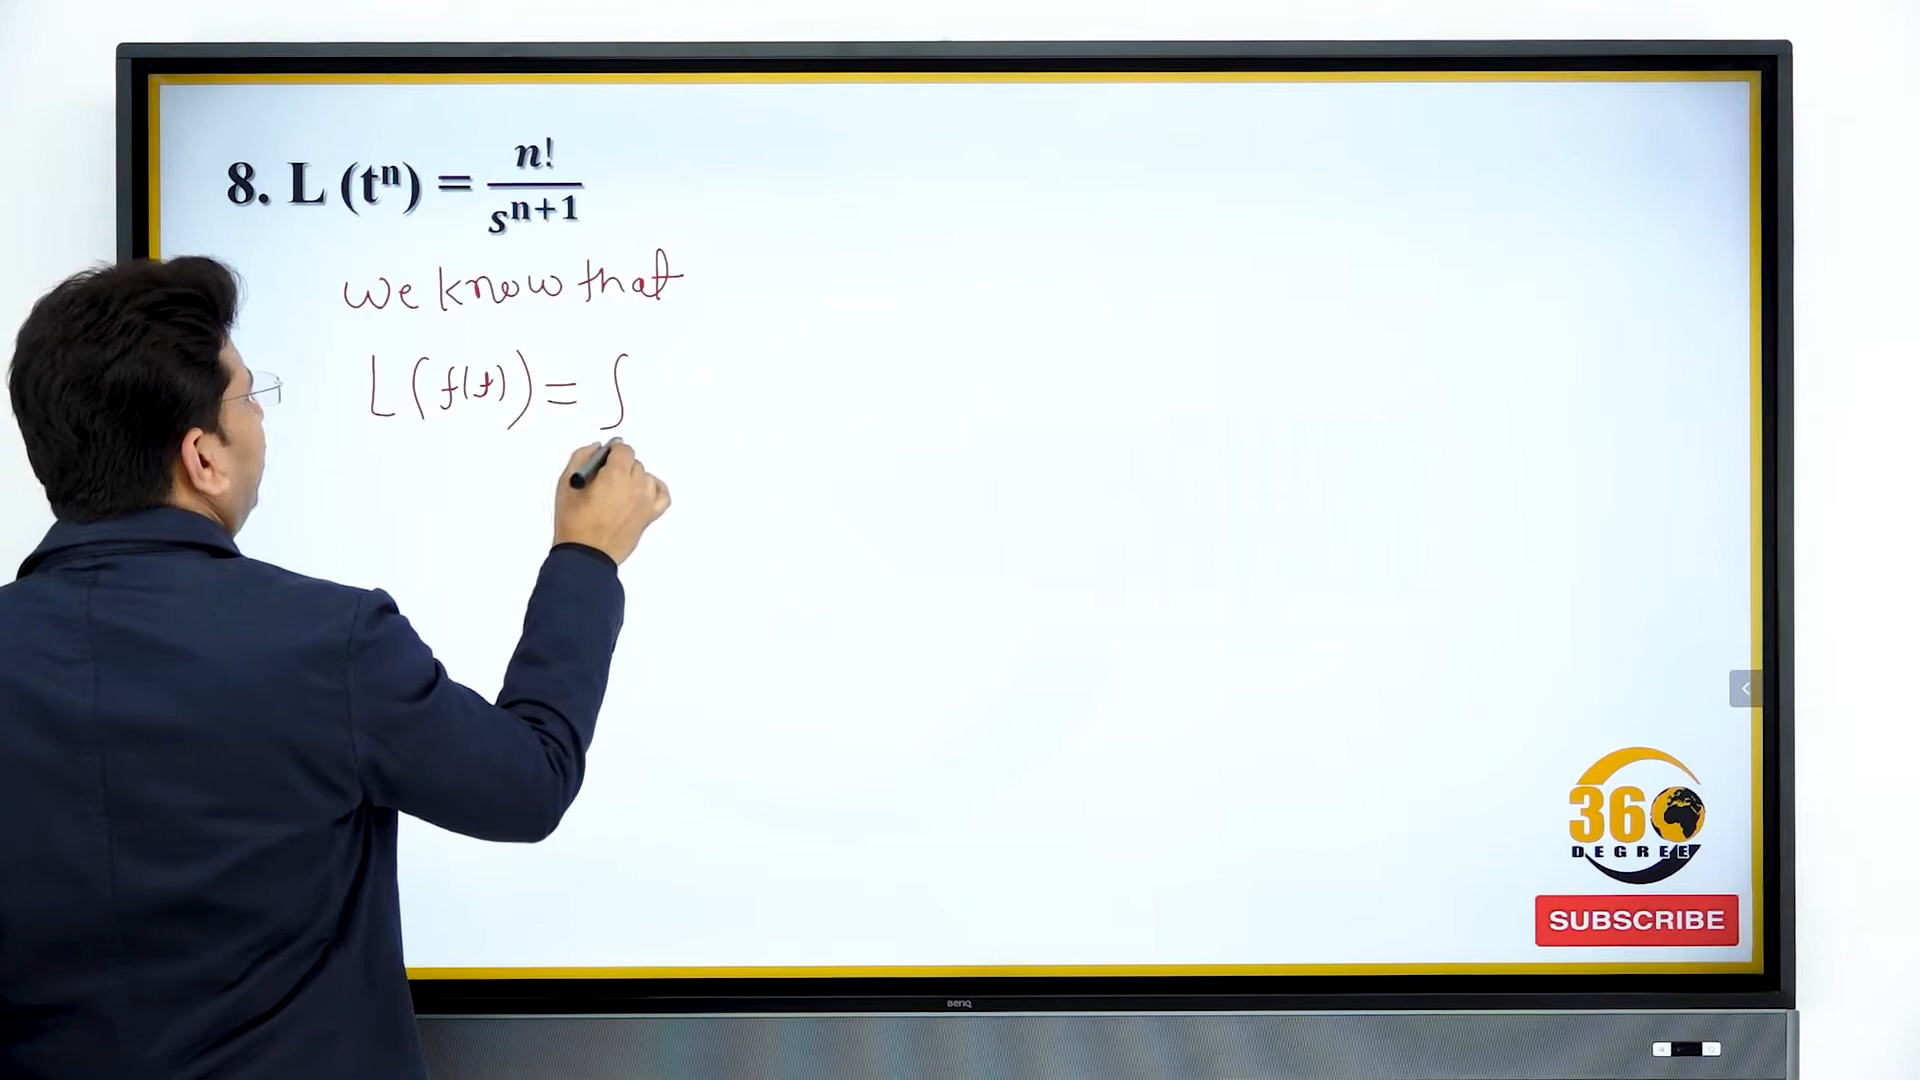 8. L (tⁿ) = n! / sⁿ⁺¹
we know that
L (f(t)) = ∫
360
DEGREE
SUBSCRIBE
BenQ